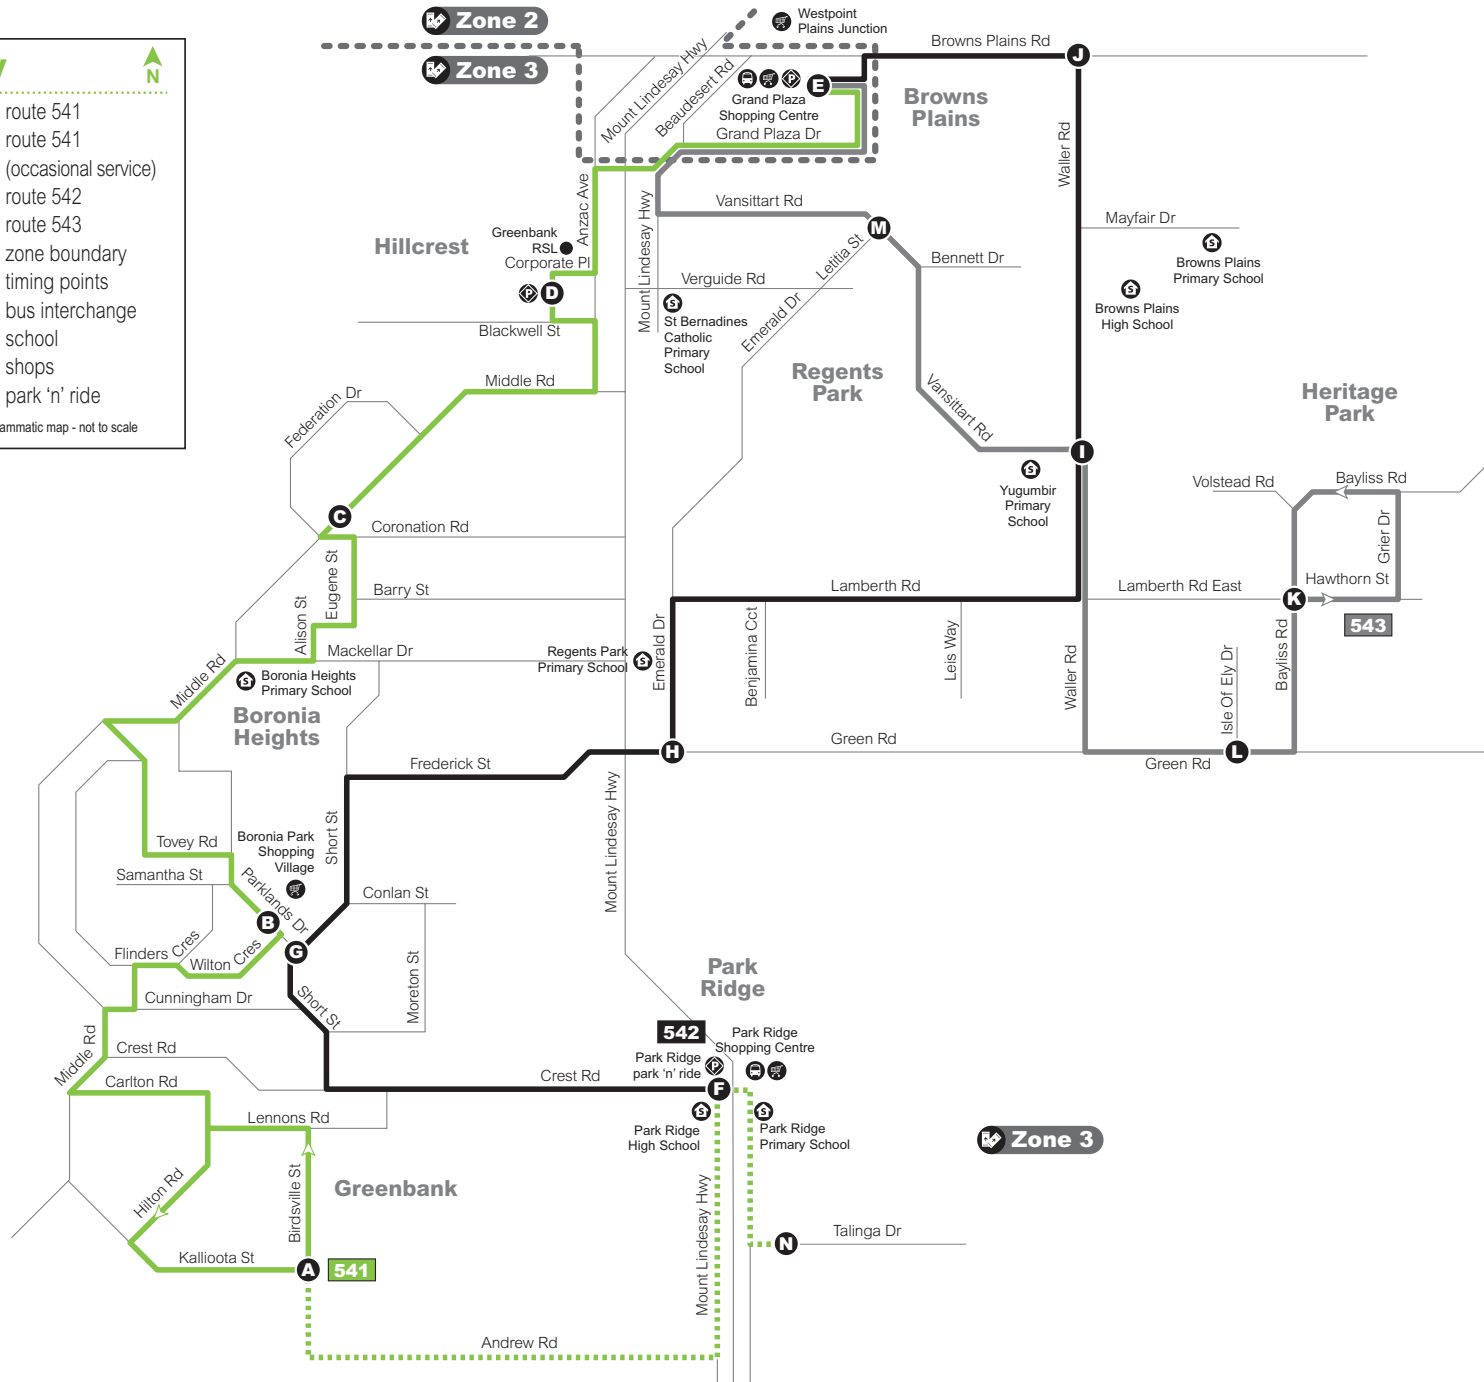 Zone 2
Zone 3
N
route 541
route 541
(occasional service)
route 542
route 543
zone boundary
timing points
bus interchange
school
shops
park ‘n’ ride
ammatic map - not to scale
Westpoint
Plains Junction
Browns Plains Rd
J
Mount Lindesay Hwy
Beaudesert Rd
P
E
Grand Plaza
Shopping Centre
Grand Plaza Dr
Browns
Plains
Waller Rd
Anzac Ave
Mount Lindesay Hwy
Vansittart Rd
M
Letitia St
Mayfair Dr
S
Browns Plains
Primary School
Hillcrest
Greenbank
RSL
Corporate Pl
P
D
Bennett Dr
Verguide Rd
S
St Bernadines
Catholic
Primary
School
Emerald Dr
S
Browns Plains
High School
Blackwell St
Regents
Park
Middle Rd
Federation Dr
Vansittart Rd
Heritage
Park
I
S
Yugumbir
Primary
School
Volstead Rd
Bayliss Rd
Grier Dr
C
Coronation Rd
Eugene St
Barry St
Alison St
Lamberth Rd
Lamberth Rd East
K
Hawthorn St
543
Mackellar Dr
Middle Rd
S
Boronia Heights
Primary School
Regents Park
Primary School
S
Emerald Dr
Benjamina Cct
Leis Way
Waller Rd
Isle Of Ely Dr
Bayliss Rd
Boronia
Heights
H
Green Rd
L
Green Rd
Frederick St
Mount Lindesay Hwy
Short St
Tovey Rd
Boronia Park
Shopping
Village
Samantha St
Parklands Dr
Conlan St
B
G
Flinders Cres
Wilton Cres
Moreton St
Cunningham Dr
Short St
Park
Ridge
542
Park Ridge
Shopping Centre
Park Ridge
park ‘n’ ride
P
Middle Rd
Crest Rd
Carlton Rd
Crest Rd
F
Lennons Rd
S
Park Ridge
High School
S
Park Ridge
Primary School
Zone 3
Hilton Rd
Birdsville St
Greenbank
Mount Lindesay Hwy
N
Talinga Dr
Kallioota St
A
541
Andrew Rd